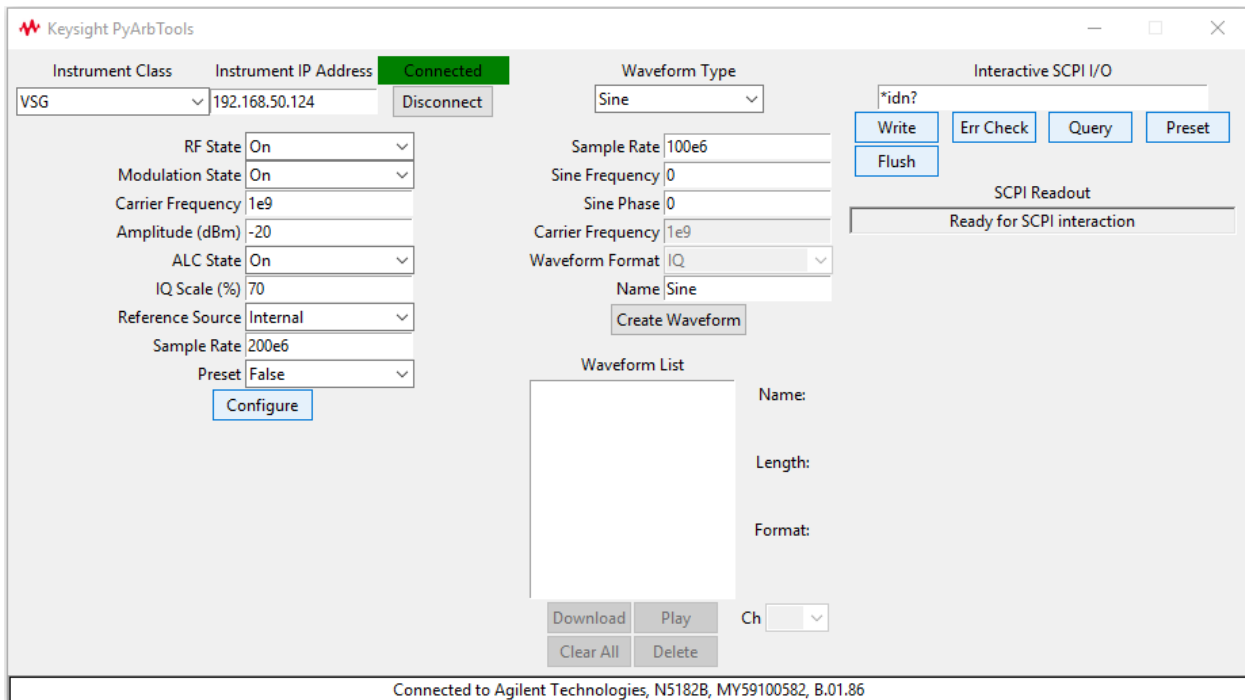 Keysight PyArbTools
Instrument Class
Instrument IP Address
Connected
VSG
192.168.50.124
Disconnect
RF State On
Modulation State On
Carrier Frequency 1e9
Amplitude (dBm) -20
ALC State On
IQ Scale (%) 70
Reference Source Internal
Sample Rate 200e6
Preset False
Configure
Waveform Type
Sine
Sample Rate 100e6
Sine Frequency 0
Sine Phase 0
Carrier Frequency 1e9
Waveform Format IQ
Name Sine
Create Waveform
Waveform List
Name:
Length:
Format:
Download Play Ch
Clear All Delete
Interactive SCPI I/O
*idn?
Write Err Check Query Preset
Flush
SCPI Readout
Ready for SCPI interaction
Connected to Agilent Technologies, N5182B, MY59100582, B.01.86